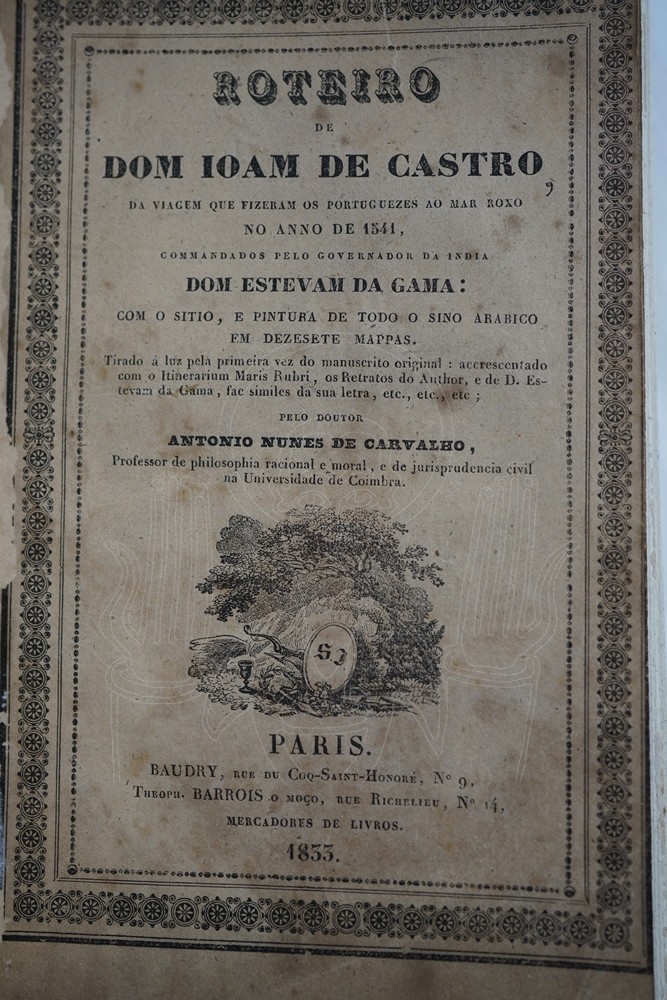 ROTEIRO
DE
DOM IOAM DE CASTRO,
DA VIAGEM QUE FIZERAM OS PORTUGUEZES AO MAR ROXO
NO ANNO DE 1541,
COMMANDADOS PELO GOVERNADOR DA INDIA
DOM ESTEVAM DA GAMA:
COM O SITIO, E PINTURA DE TODO O SINO ARABICO
EM DEZESETE MAPPAS.
Tirado á luz pela primeira vez do manuscrito original : accrescentado
com o Itinerarium Maris Rubri, os Retratos do Author, e de D. Es-
tevam da Gama, fac similes da sua letra, etc., etc., etc ;
PELO DOUTOR
ANTONIO NUNES DE CARVALHO,
Professor de philosophia racional e moral, e de jurisprudencia civil
na Universidade de Coimbra.
SJ
PARIS.
BAUDRY, RUE DU COQ-SAINT-HONORÉ, N° 9,
THEOPH. BARROIS O MOÇO, RUE RICHELIEU, N° 14,
MERCADORES DE LIVROS.
1833.